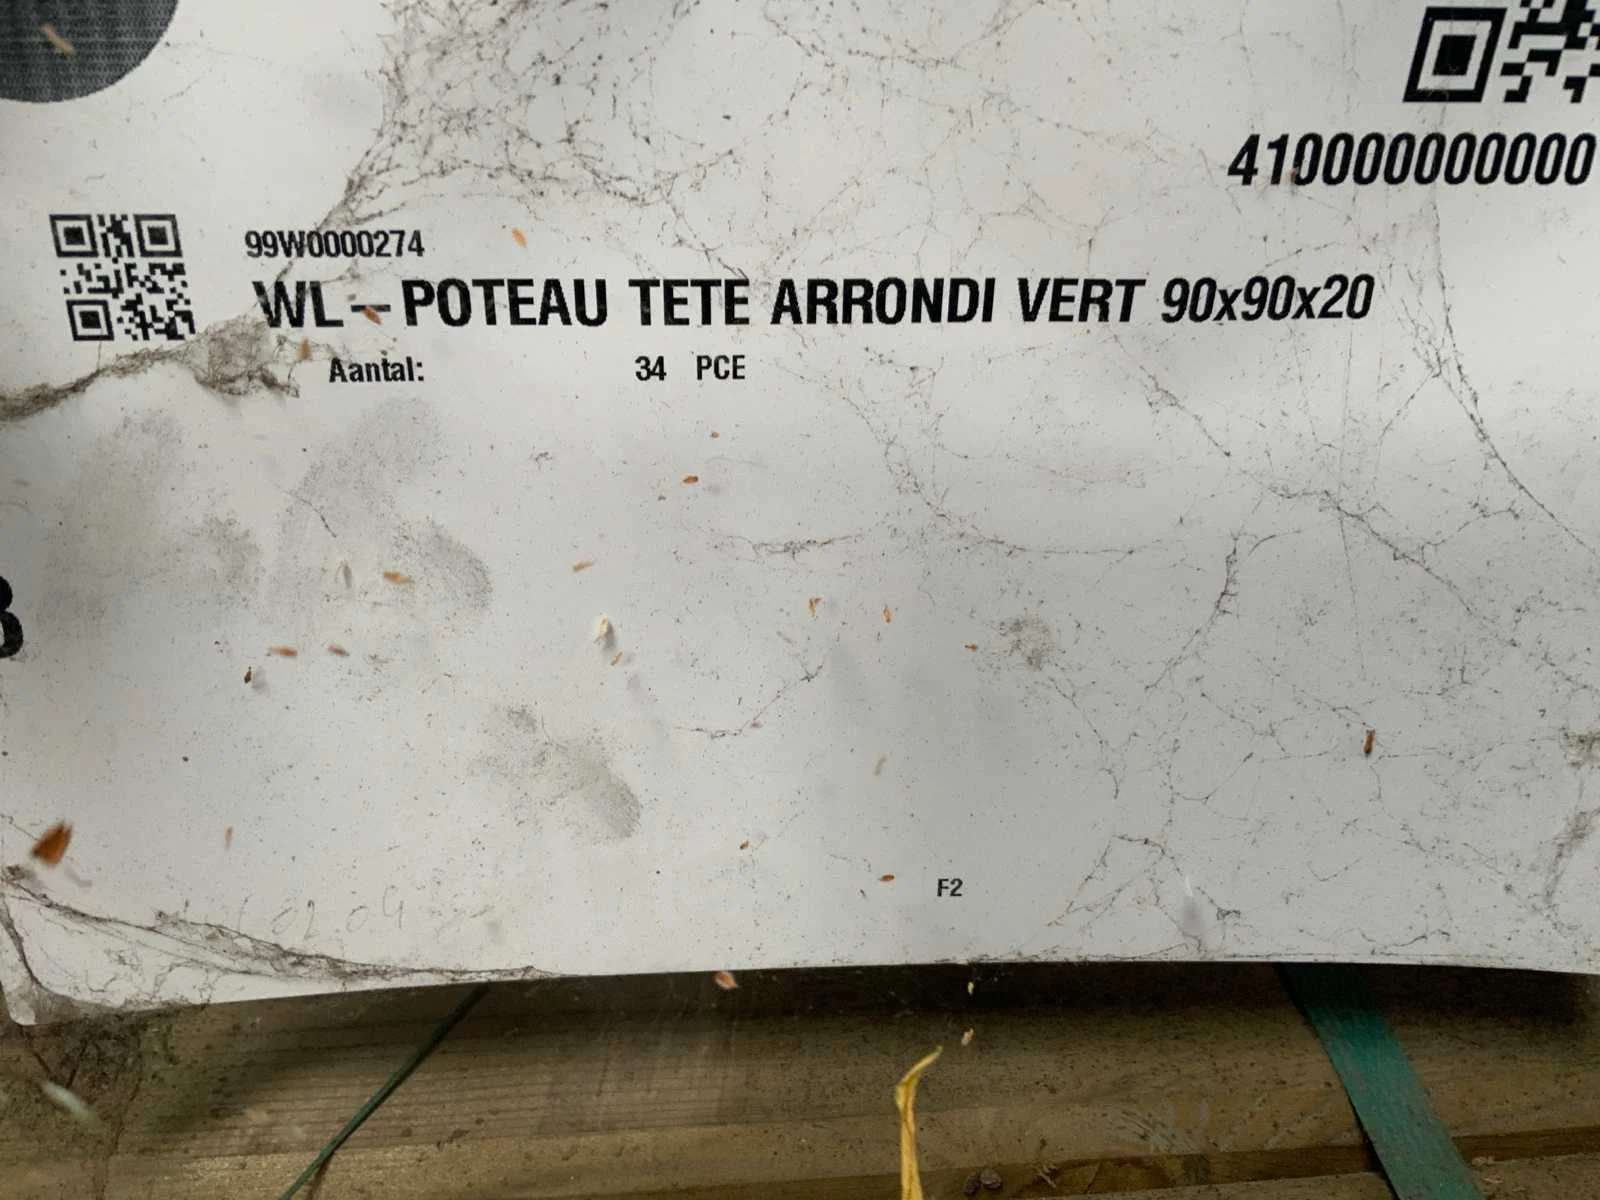 410000000000
99W0000274
WL - POTEAU TETE ARRONDI VERT 90x90x20
Aantal: 34 PCE
F2